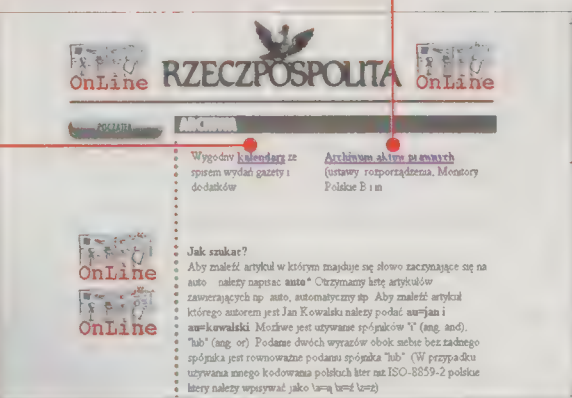 OnLine
RZECZPOSPOLITA
OnLine
POCZĄTEK
ARCHIWUM
Wygodny kalendarz ze
spisem wydań gazety i
dodatków
Archiwum aktów prawnych
(ustawy, rozporządzenia, Monitory
Polskie B i
OnLine
OnLine
Jak szukać?
Aby znaleźć artykuł w którym znajduje się słowo zaczynające się na
auto należy napisac auto* Otrzymamy listę artykułów
zawierających np auto, automatyczny itp Aby znaleźć artykuł
którego autorem jest Jan Kowalski należy podać au=jan i
au=kowalski Możliwe jest używanie spójników "i" (ang. and),
"lub" (ang. or) Podanie dwóch wyrazów obok siebie bez żadnego
spójnika jest rownoważne podaniu spójnika "lub" (W przypadku
używania innego kodowania polskich liter niż ISO-8859-2 polskie
litery należy wpisywać jako \a=ą \x=ź \z=ż)